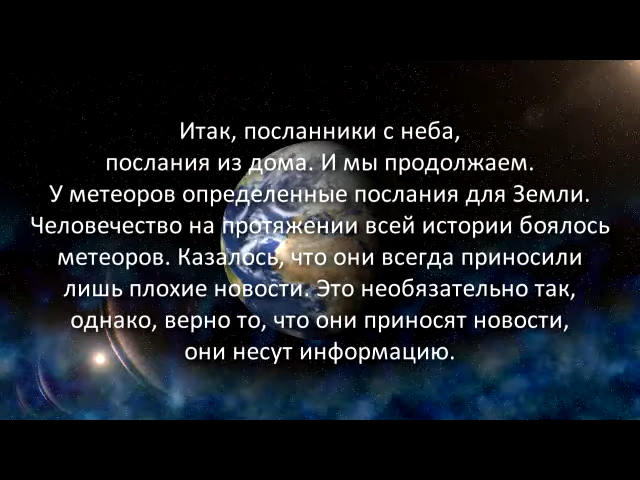 Итак, посланники с неба,
послания из дома. И мы продолжаем.
У метеоров определенные послания для Земли.
Человечество на протяжении всей истории боялось
метеоров. Казалось, что они всегда приносили
лишь плохие новости. Это необязательно так,
однако, верно то, что они приносят новости,
они несут информацию.